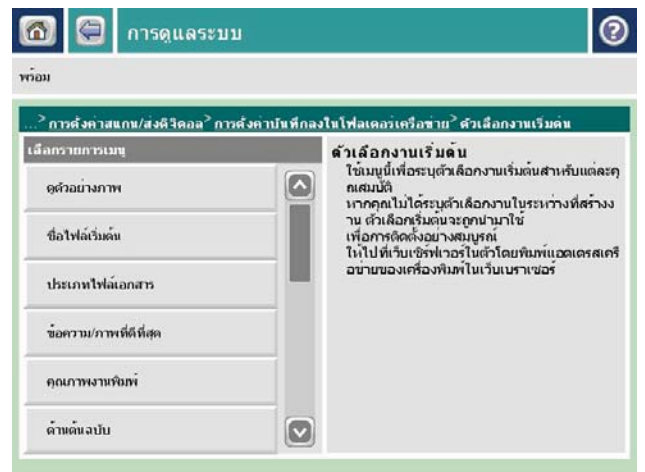 การดูแลระบบ
พร้อม
...> การตั้งค่าสแกน/ส่งดิจิตอล> การตั้งค่าบันทึกลงในโฟลเดอร์เครือข่าย> ตัวเลือกงานเริ่มต้น
เลือกรายการเมนู
ดูตัวอย่างภาพ
ชื่อไฟล์เริ่มต้น
ประเภทไฟล์เอกสาร
ข้อความ/ภาพที่ดีที่สุด
คุณภาพงานพิมพ์
ด้านต้นฉบับ
ตัวเลือกงานเริ่มต้น
ใช้เมนูนี้เพื่อระบุตัวเลือกงานเริ่มต้นสำหรับแต่ละคุ
ณสมบัติ
หากคุณไม่ได้ระบุตัวเลือกงานในระหว่างที่สร้างง
าน ตัวเลือกเริ่มต้นจะถูกนำมาใช้
เพื่อการติดตั้งอย่างสมบูรณ์
ให้ไปที่เว็บเซิร์ฟเวอร์ในตัวโดยพิมพ์แอดเดรสเครื
อข่ายของเครื่องพิมพ์ในเว็บเบราเซอร์